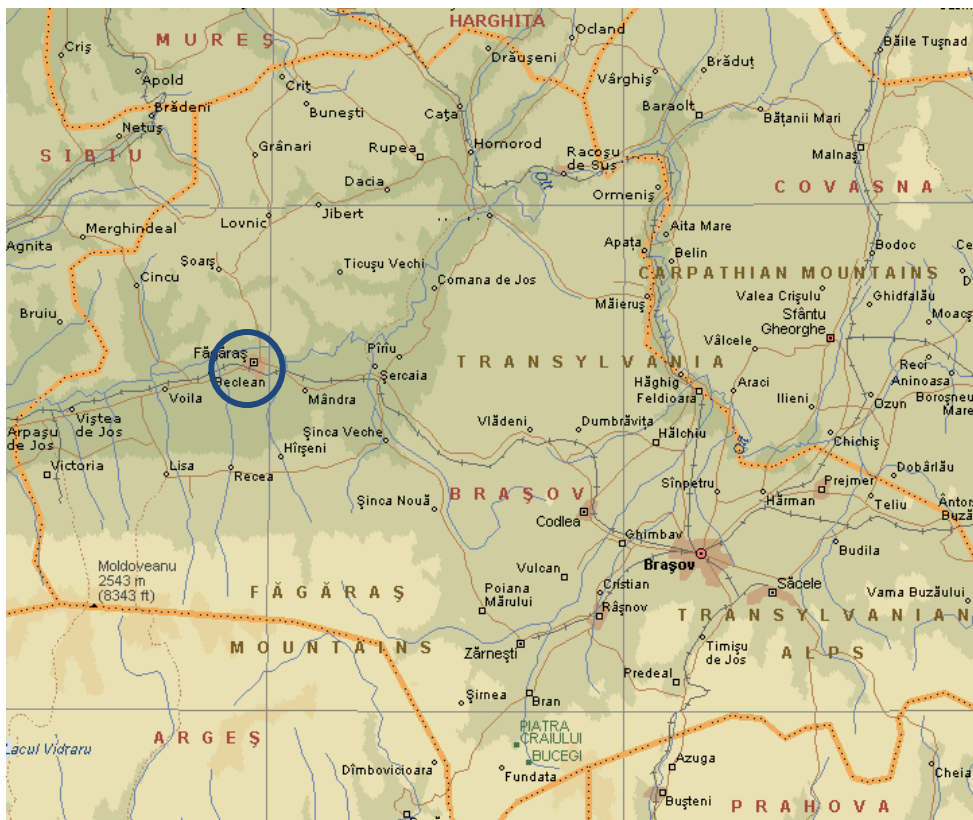 HARGHITA
Ocland
MUREŞ
Criş
Drăuşeni
Băile Tuşnad
Apold
Vârghiş
Brăduţ
Criţ
Brădeni
Buneşti
Caţa
Baraolt
Băţanii Mari
Netuş
SIBIU
Grânari
Rupea
Homorod
Racoşu
de Sus
Malnaş
Dacia
Olt
Ormeniş
COVASNA
Lovnic
Jibert
Merghindeal
Agnita
Aita Mare
Apaţa
Belin
Bodoc
Şoarş
Ticuşu Vechi
Cincu
Comana de Jos
CARPATHIAN MOUNTAINS
Măieruş
Valea Crişului
Ghidfalău
Sfântu
Gheorghe
Bruiu
Făgăraş
Beclean
Pîrîu
TRANSYLVANIA
Vâlcele
Reci
Şercaia
Aninoasa
Voila
Mândra
Hăghig
Feldioara
Araci
Ilieni
Ozun
Viştea
de Jos
Arpaşu
de Jos
Şinca Veche
Vlădeni
Dumbrăviţa
Hălchiu
Olt
Chichiş
Hîrşeni
Victoria
Lisa
Recea
Dobârlău
Sînpetru
Prejmer
Şinca Nouă
BRAŞOV
Hărman
Teliu
Codlea
Ghimbav
Braşov
Budila
Moldoveanu
2543 m
(8343 ft)
Vulcan
FĂGĂRAŞ
MOUNTAINS
Poiana
Mărului
Cristian
Râşnov
Săcele
Vama Buzăului
TRANSYLVANIAN
ALPS
Zărneşti
Timişu
de Jos
Predeal
Şirnea
Bran
PIATRA
CRAIULUI
BUCEGI
ARGEŞ
Lacul Vidraru
Dîmbovicioara
Fundata
Azuga
Cheia
Buşteni
PRAHOVA